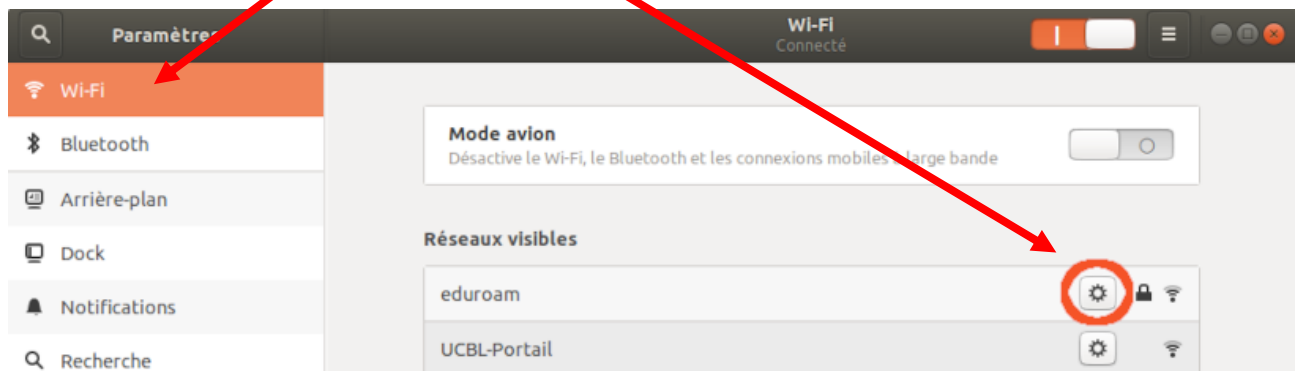 Paramètres
Wi-Fi
Connecté
Wi-Fi
Bluetooth
Arrière-plan
Dock
Notifications
Recherche
Mode avion
Désactive le Wi-Fi, le Bluetooth et les connexions mobiles à large bande
Réseaux visibles
eduroam
UCBL-Portail